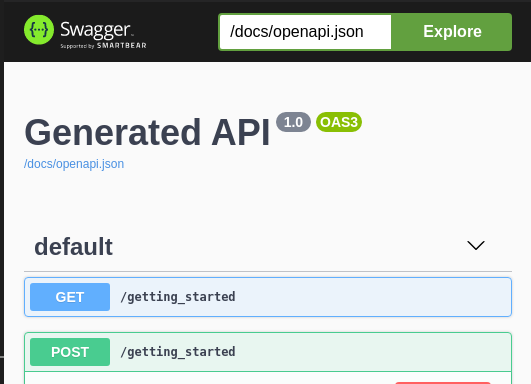 Swagger
Supported by SMARTBEAR
/docs/openapi.json
Explore
Generated API 1.0 OAS3
/docs/openapi.json
default
GET /getting_started
POST /getting_started